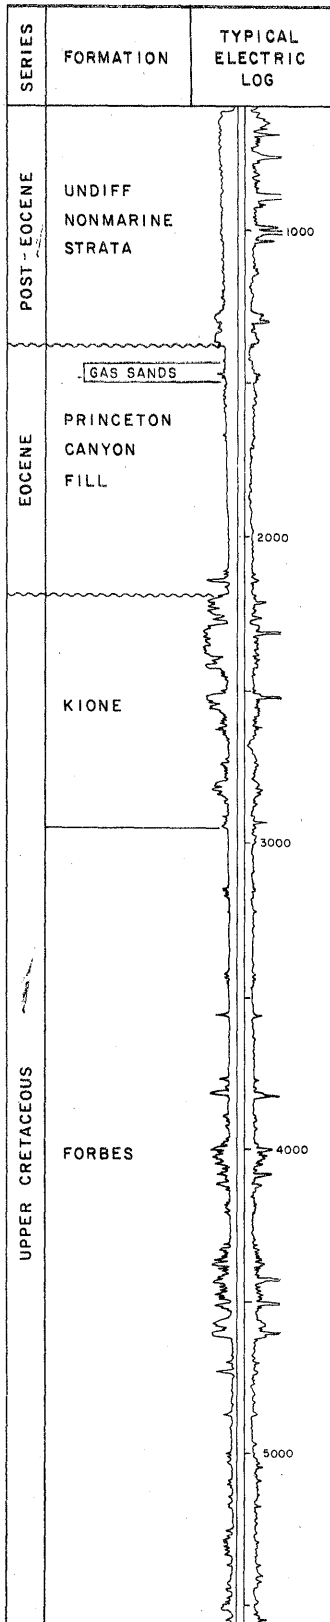 SERIES
FORMATION
TYPICAL
ELECTRIC
LOG
POST-EOCENE
UNDIFF
NONMARINE
STRATA
1000
GAS SANDS
EOCENE
PRINCETON
CANYON
FILL
2000
KIONE
3000
UPPER CRETACEOUS
FORBES
4000
5000